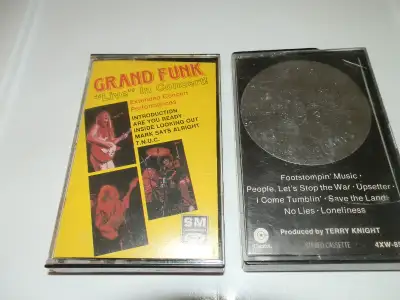 GRAND FUNK
"Live" In Concert!
Extended Concert
Performances
INTRODUCTION
ARE YOU READY
INSIDE LOOKING OUT
MARK SAYS ALRIGHT
T.N.U.C.
SM
Footstompin' Music •
People, Let's Stop the War • Upsetter •
I Come Tumblin' • Save the Land
No Lies • Loneliness
Produced by TERRY KNIGHT
Capitol
STEREO CASSETTE